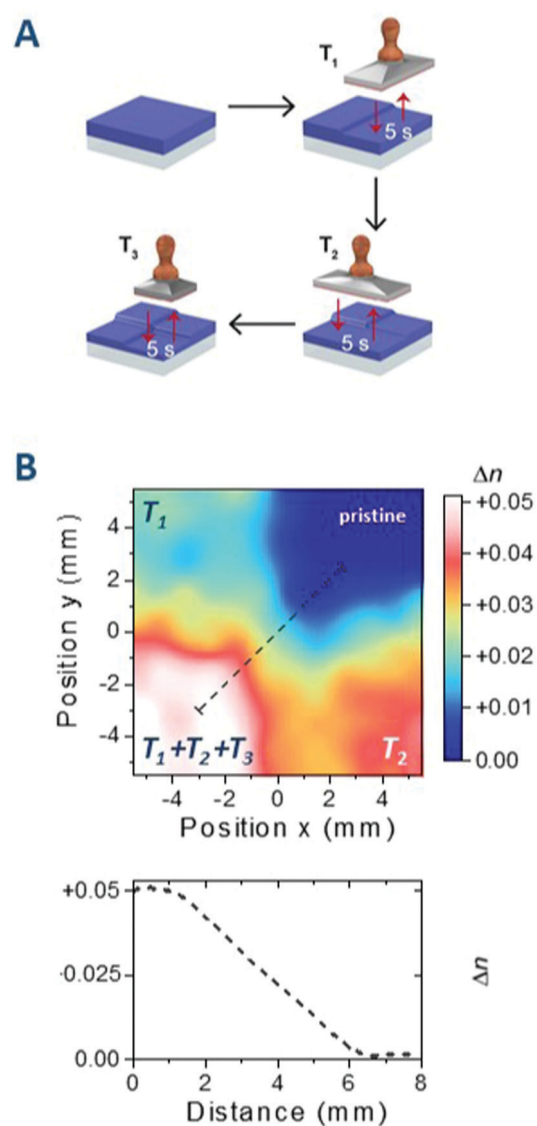 A
T1
5 s
T3
T2
5 s
5 s
B
Δn
T1
pristine
+0.05
+0.04
+0.03
+0.01
0.00
4
2
0
-2
-4
T1+T2+T3
T2
-4 -2 0 2 4
Position x (mm)
Position y (mm)
+0.05
·0.025
0.00
Δn
0 2 4 6 8
Distance (mm)